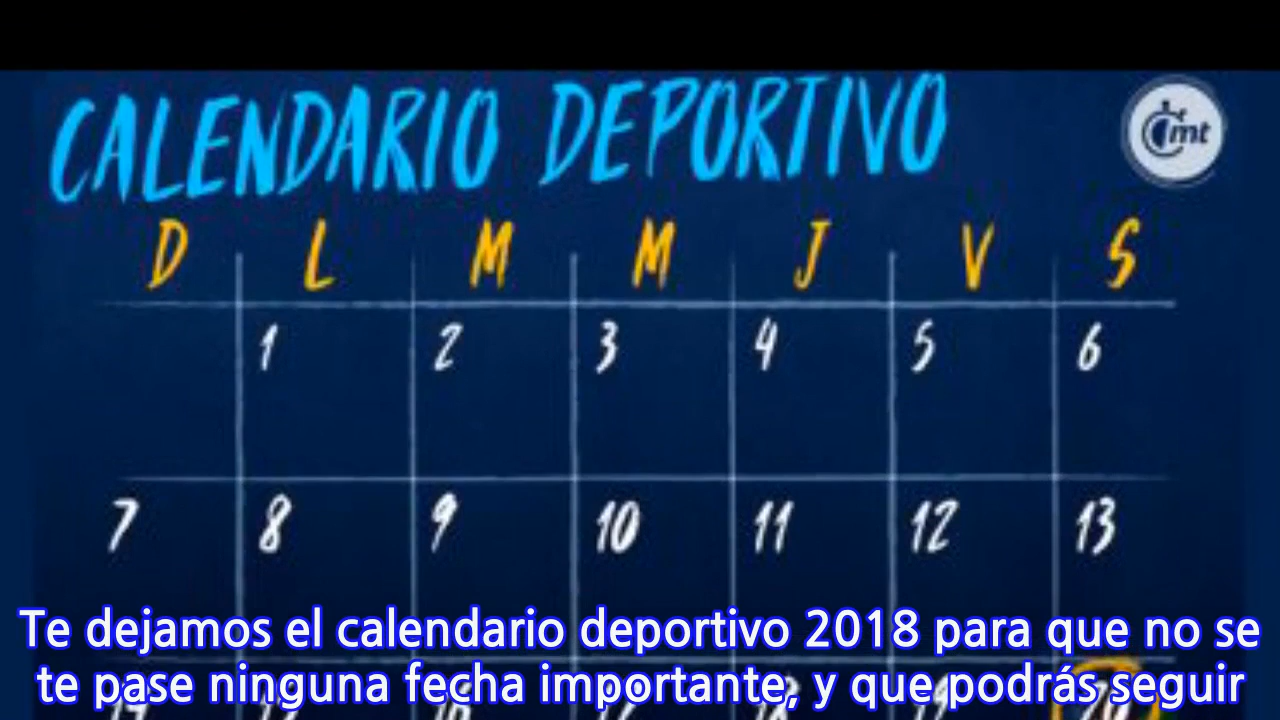 CALENDARIO DEPORTIVO
mt
D L M M J V S
1 2 3 4 5 6
7 8 9 10 11 12 13
Te dejamos el calendario deportivo 2018 para que no se
te pase ninguna fecha importante, y que podrás seguir